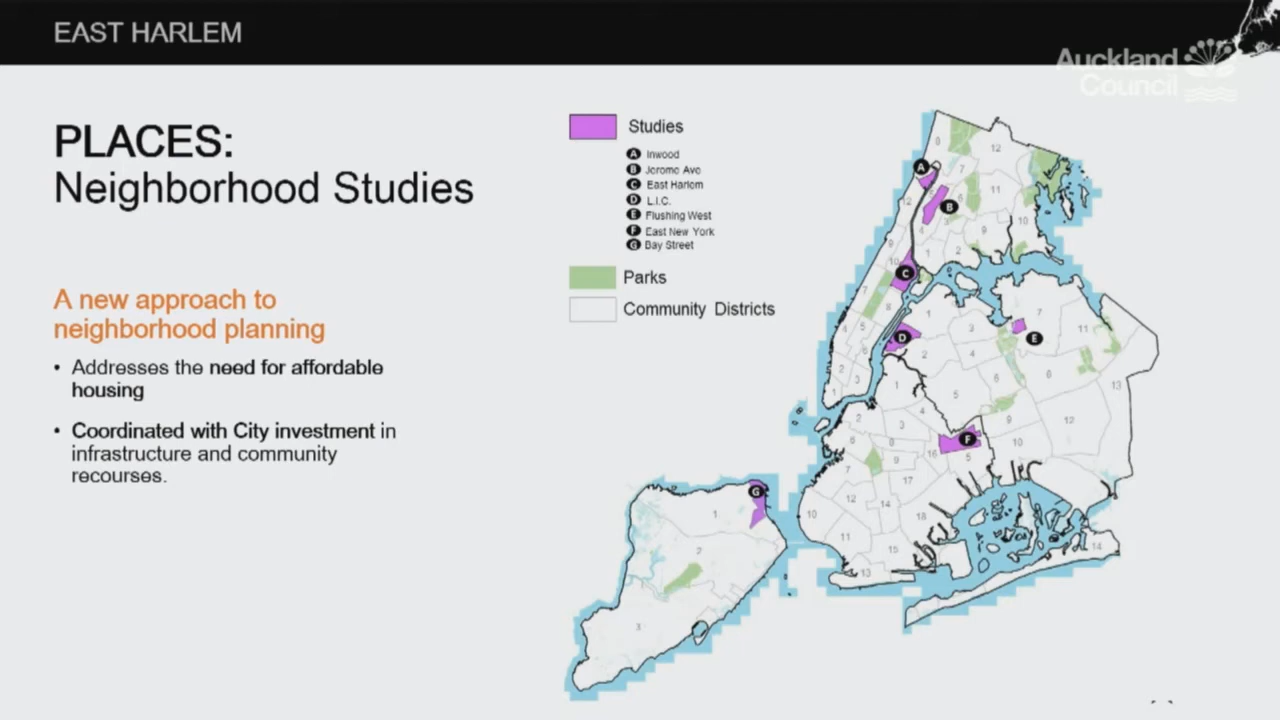 EAST HARLEM
Auckland
Council
PLACES:
Neighborhood Studies
A new approach to
neighborhood planning
• Addresses the need for affordable
housing
• Coordinated with City investment in
infrastructure and community
recourses.
Studies
A Inwood
B Jerome Ave
C East Harlem
D L.I.C.
E Flushing West
F East New York
G Bay Street
Parks
Community Districts
A
B
C
D
E
F
G